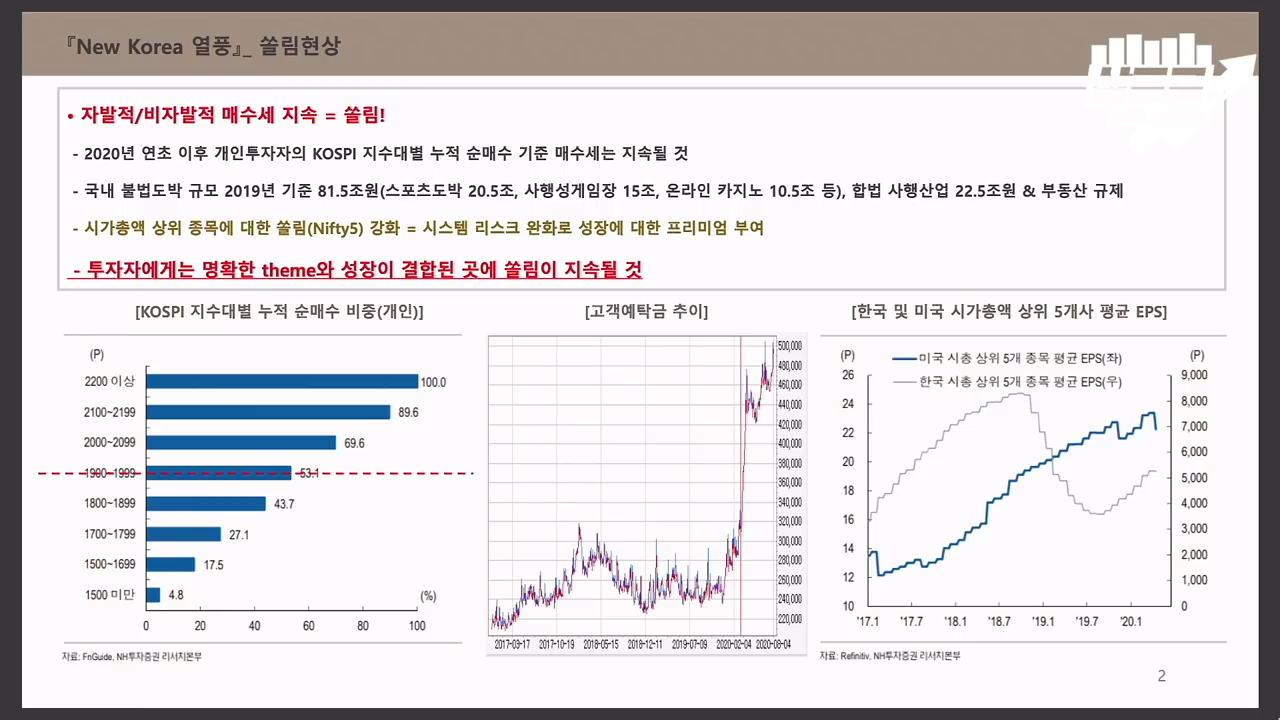 『New Korea 열풍』_ 쏠림현상
• 자발적/비자발적 매수세 지속 = 쏠림!
- 2020년 연초 이후 개인투자자의 KOSPI 지수대별 누적 순매수 기준 매수세는 지속될 것
- 국내 불법도박 규모 2019년 기준 81.5조원(스포츠도박 20.5조, 사행성게임장 15조, 온라인 카지노 10.5조 등), 합법 사행산업 22.5조원 & 부동산 규제
- 시가총액 상위 종목에 대한 쏠림(Nifty5) 강화 = 시스템 리스크 완화로 성장에 대한 프리미엄 부여
- 투자자에게는 명확한 theme와 성장이 결합된 곳에 쏠림이 지속될 것
[KOSPI 지수대별 누적 순매수 비중(개인)]
(P)
2200 이상 100.0
2100~2199 89.6
2000~2099 69.6
1900~1999 53.1
1800~1899 43.7
1700~1799 27.1
1500~1699 17.5
1500 미만 4.8
(%)
0 20 40 60 80 100
자료: FnGuide, NH투자증권 리서치본부
[고객예탁금 추이]
500,000
480,000
460,000
440,000
420,000
400,000
380,000
360,000
340,000
320,000
300,000
280,000
260,000
240,000
220,000
2017-03-17 2017-10-19 2018-05-15 2018-12-11 2019-07-09 2020-02-04 2020-08-04
[한국 및 미국 시가총액 상위 5개사 평균 EPS]
(P) (P)
미국 시총 상위 5개 종목 평균 EPS(좌)
한국 시총 상위 5개 종목 평균 EPS(우)
26
24
22
20
18
16
14
12
10
9,000
8,000
7,000
6,000
5,000
4,000
3,000
2,000
1,000
0
'17.1 '17.7 '18.1 '18.7 '19.1 '19.7 '20.1
자료: Refinitiv, NH투자증권 리서치본부
2